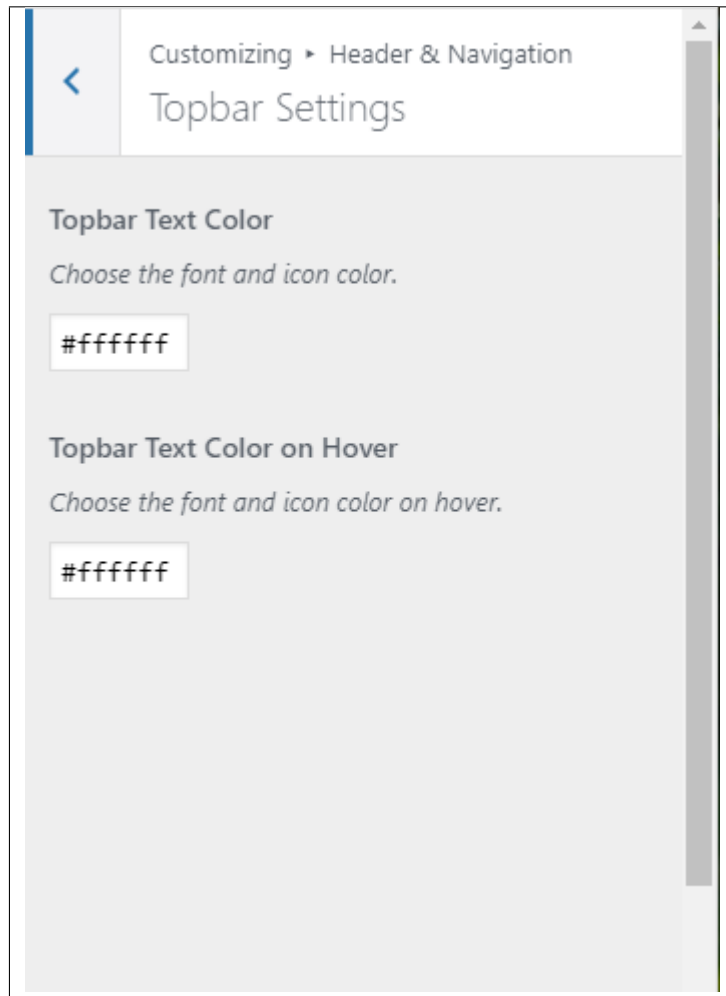 Customizing ▸ Header & Navigation
Topbar Settings
Topbar Text Color
Choose the font and icon color.
#ffffff
Topbar Text Color on Hover
Choose the font and icon color on hover.
#ffffff